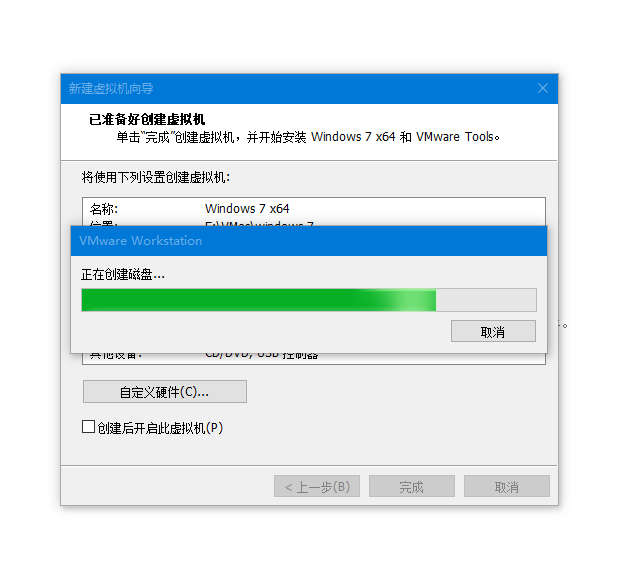 新建虚拟机向导
已准备好创建虚拟机
单击“完成”创建虚拟机，并开始安装 Windows 7 x64 和 VMware Tools。
将使用下列设置创建虚拟机:
名称: Windows 7 x64
VMware Workstation
正在创建磁盘...
取消
其他设备: CD/DVD, USB 控制器
自定义硬件(C)...
创建后开启此虚拟机(P)
< 上一步(B)
完成
取消